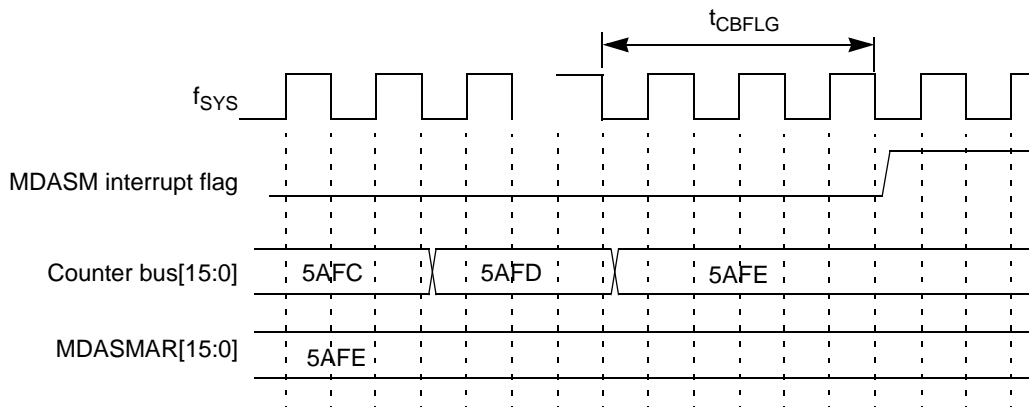 tCBFLG
fSYS
MDASM interrupt flag
Counter bus[15:0]
5AFC
5AFD
5AFE
MDASMAR[15:0]
5AFE